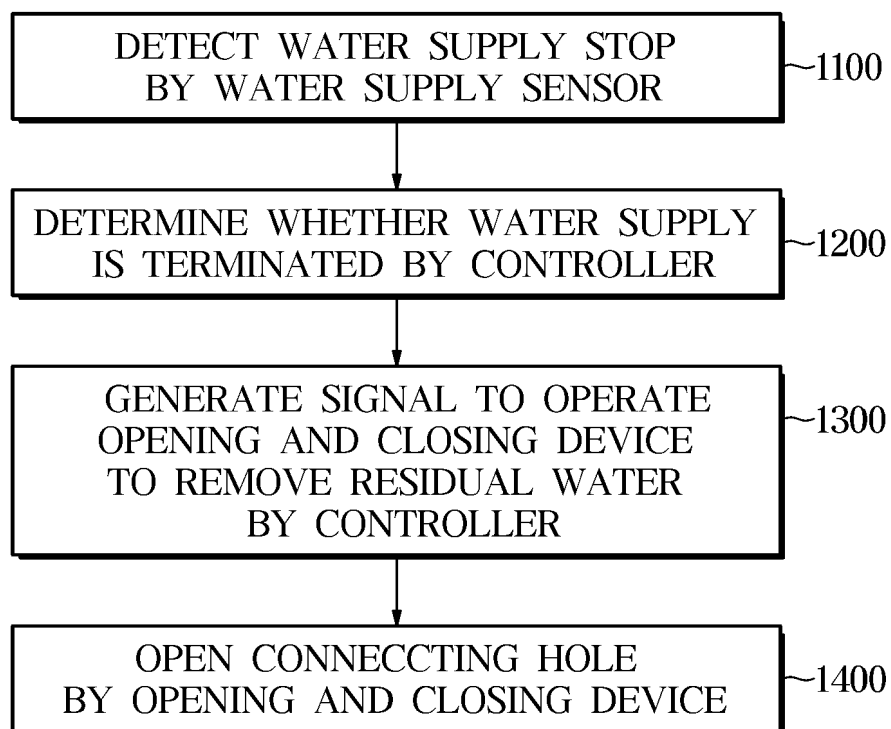 DETECT WATER SUPPLY STOP
BY WATER SUPPLY SENSOR
1100
DETERMINE WHETHER WATER SUPPLY
IS TERMINATED BY CONTROLLER
1200
GENERATE SIGNAL TO OPERATE
OPENING AND CLOSING DEVICE
TO REMOVE RESIDUAL WATER
BY CONTROLLER
1300
OPEN CONNECCTING HOLE
BY OPENING AND CLOSING DEVICE
1400